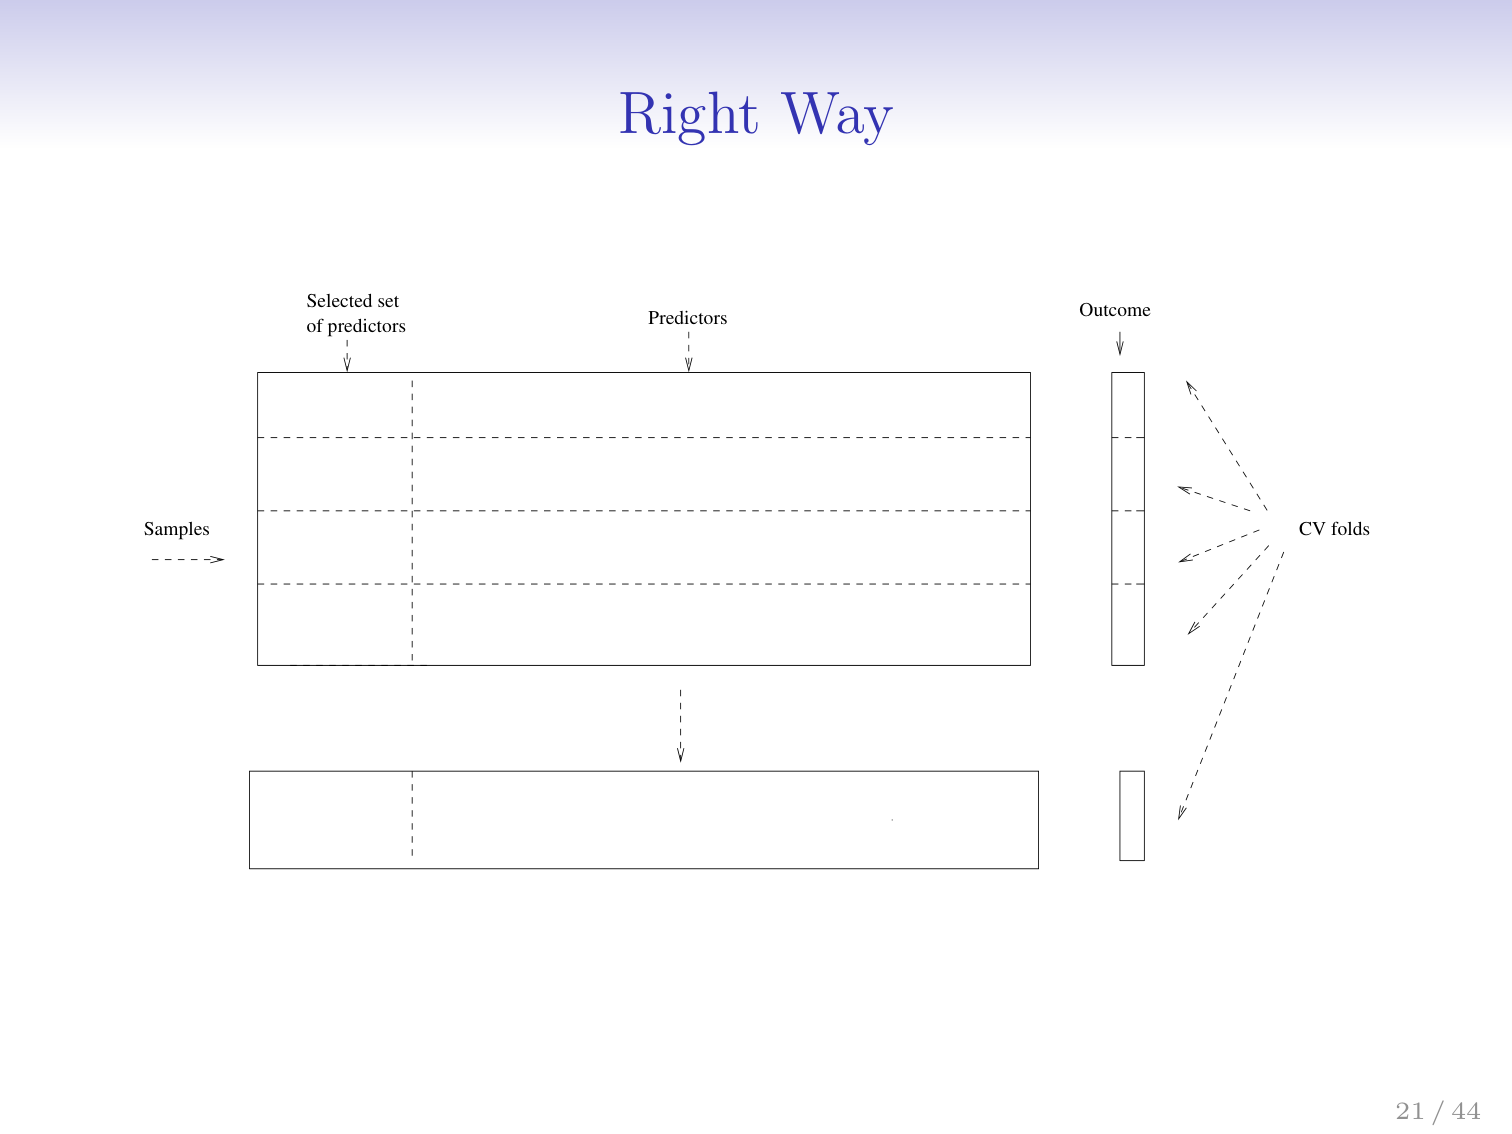 Right Way
Selected set
of predictors
Predictors
Outcome
Samples
CV folds
21 / 44